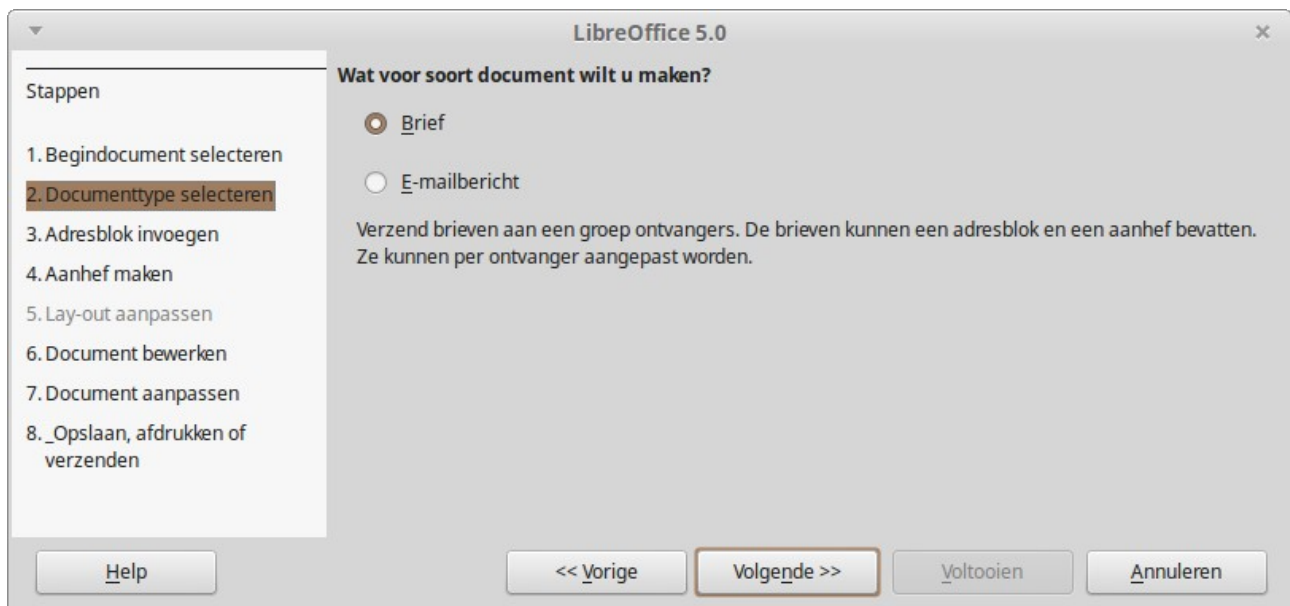 LibreOffice 5.0
Stappen
1. Begindocument selecteren
2. Documenttype selecteren
3. Adresblok invoegen
4. Aanhef maken
5. Lay-out aanpassen
6. Document bewerken
7. Document aanpassen
8. _Opslaan, afdrukken of
verzenden
Wat voor soort document wilt u maken?
Brief
E-mailbericht
Verzend brieven aan een groep ontvangers. De brieven kunnen een adresblok en een aanhef bevatten.
Ze kunnen per ontvanger aangepast worden.
Help
<< Vorige
Volgende >>
Voltooien
Annuleren